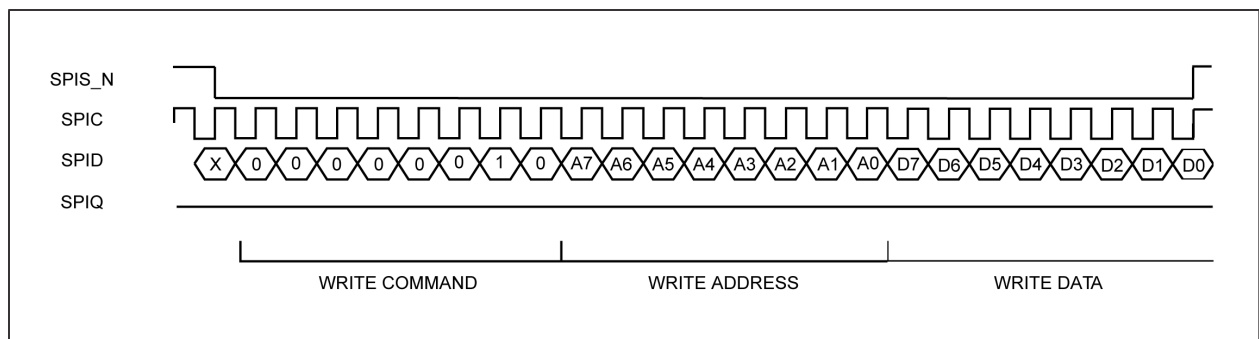 SPIS_N
SPIC
SPID X 0 0 0 0 0 0 1 0 A7 A6 A5 A4 A3 A2 A1 A0 D7 D6 D5 D4 D3 D2 D1 D0
SPIQ
WRITE COMMAND WRITE ADDRESS WRITE DATA